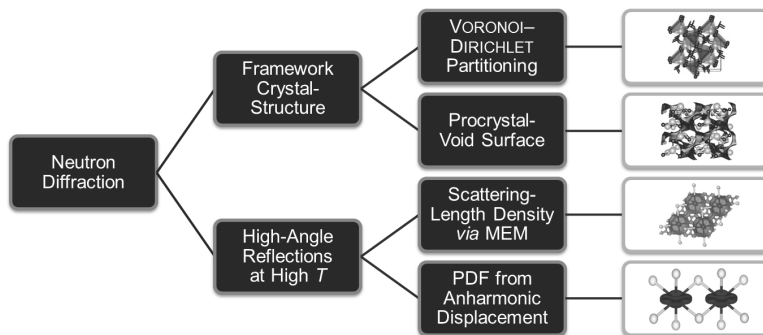 Neutron
Diffraction
Framework
Crystal-
Structure
High-Angle
Reflections
at High T
VORONOI–
DIRICHLET
Partitioning
Procrystal-
Void Surface
Scattering-
Length Density
via MEM
PDF from
Anharmonic
Displacement